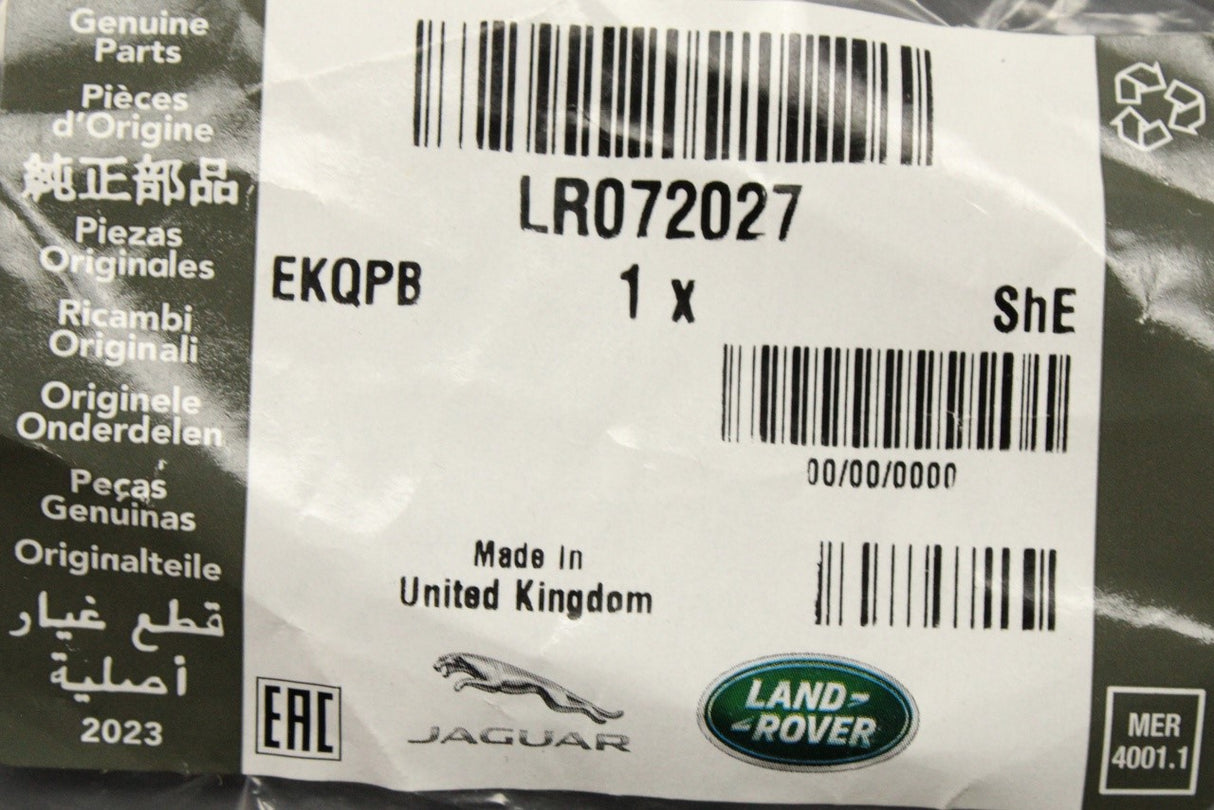 Genuine
Parts
Pièces
d'Origine
純正部品
Piezas
Originales
Ricambi
Originali
Originele
Onderdelen
Peças
Genuinas
Originalteile
قطع غيار
أصلية
2023
LR072027
EKQPB 1 x ShE
00/00/0000
Made In
United Kingdom
EAC
JAGUAR
LAND
ROVER
MER
4001.1